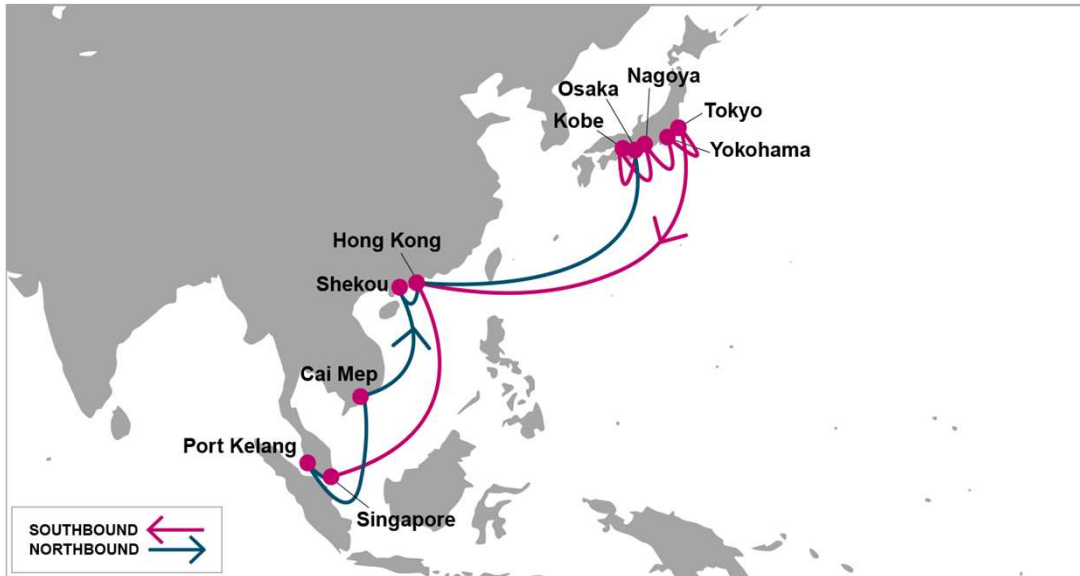 Nagoya
Osaka
Kobe
Tokyo
Yokohama
Hong Kong
Shekou
Cai Mep
Port Kelang
Singapore
SOUTHBOUND
NORTHBOUND